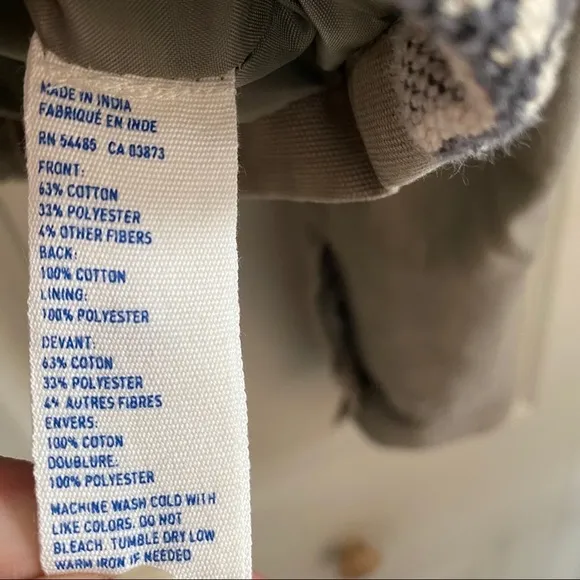 MADE IN INDIA
FABRIQUÉ EN INDE
RN 54485 CA 03873
FRONT:
63% COTTON
33% POLYESTER
4% OTHER FIBERS
BACK:
100% COTTON
LINING:
100% POLYESTER
DEVANT:
63% COTON
33% POLYESTER
4% AUTRES FIBRES
ENVERS:
100% COTON
DOUBLURE:
100% POLYESTER
MACHINE WASH COLD WITH
LIKE COLORS. DO NOT
BLEACH. TUMBLE DRY LOW
WARM IRON IF NEEDED